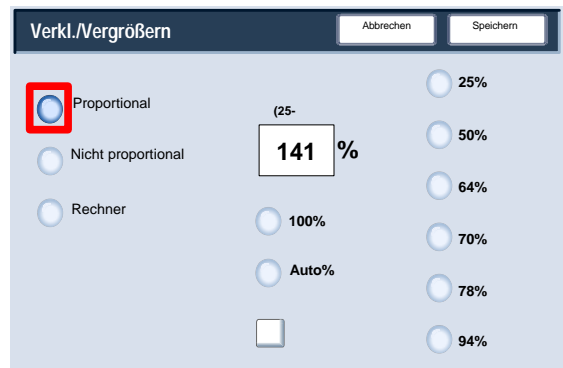 Verkl./Vergrößern
Abbrechen
Speichern
Proportional
Nicht proportional
Rechner
(25-
141 %
100%
Auto%
25%
50%
64%
70%
78%
94%